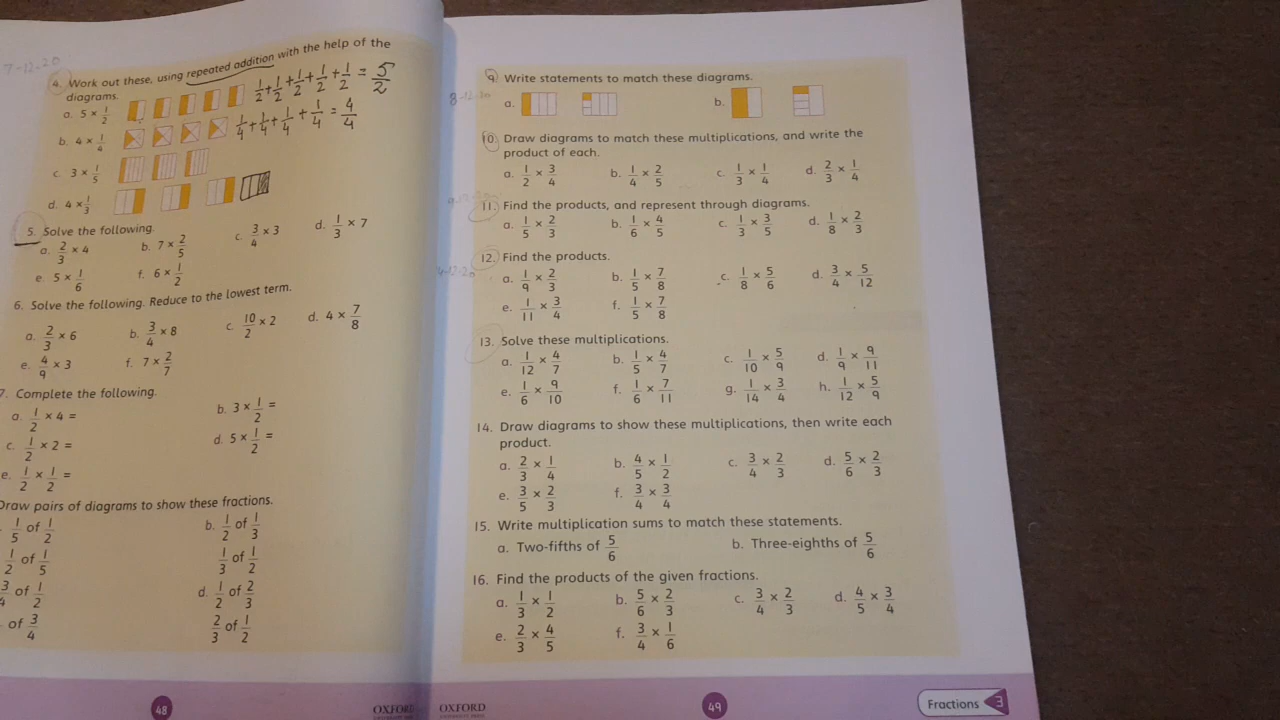 7-12-20
4. Work out these, using repeated addition with the help of the
diagrams.
a. 5 × 1/2 1/2 + 1/2 + 1/2 + 1/2 + 1/2 = 5/2
b. 4 × 1/4 1/4 + 1/4 + 1/4 + 1/4 = 4/4
c. 3 × 1/5
d. 4 × 1/3
5. Solve the following.
a. 2/3 × 4 b. 7 × 2/5 c. 3/4 × 3 d. 1/3 × 7
e. 5 × 1/6 f. 6 × 1/2
6. Solve the following. Reduce to the lowest term.
a. 2/3 × 6 b. 3/4 × 8 c. 10/2 × 2 d. 4 × 7/8
e. 4/9 × 3 f. 7 × 2/7
7. Complete the following.
a. 1/2 × 4 = b. 3 × 1/2 =
c. 1/2 × 2 = d. 5 × 1/2 =
e. 1/2 × 1/2 =
Draw pairs of diagrams to show these fractions.
1/5 of 1/2 b. 1/2 of 1/3
1/2 of 1/5 1/3 of 1/2
3/4 of 1/2 d. 1/2 of 2/3
of 3/4 2/3 of 1/2
48 OXFORD
9. Write statements to match these diagrams.
8-12-20
a. b.
10. Draw diagrams to match these multiplications, and write the
product of each.
a. 1/2 × 3/4 b. 1/4 × 2/5 c. 1/3 × 1/4 d. 2/3 × 1/4
11. Find the products, and represent through diagrams.
a. 1/5 × 2/3 b. 1/6 × 4/5 c. 1/3 × 3/5 d. 1/8 × 2/3
12. Find the products.
a. 1/9 × 2/3 b. 1/5 × 7/8 c. 1/8 × 5/6 d. 3/4 × 5/12
e. 1/11 × 3/4 f. 1/5 × 7/8
13. Solve these multiplications.
a. 1/12 × 4/7 b. 1/5 × 4/7 c. 1/10 × 5/9 d. 1/9 × 9/11
e. 1/6 × 9/10 f. 1/6 × 7/11 g. 1/14 × 3/4 h. 1/12 × 5/9
14. Draw diagrams to show these multiplications, then write each
product.
a. 2/3 × 1/4 b. 4/5 × 1/2 c. 3/4 × 2/3 d. 5/6 × 2/3
e. 3/5 × 2/3 f. 3/4 × 3/4
15. Write multiplication sums to match these statements.
a. Two-fifths of 5/6 b. Three-eighths of 5/6
16. Find the products of the given fractions.
a. 1/3 × 1/2 b. 5/6 × 2/3 c. 3/4 × 2/3 d. 4/5 × 3/4
e. 2/3 × 4/5 f. 3/4 × 1/6
OXFORD 49 Fractions 3